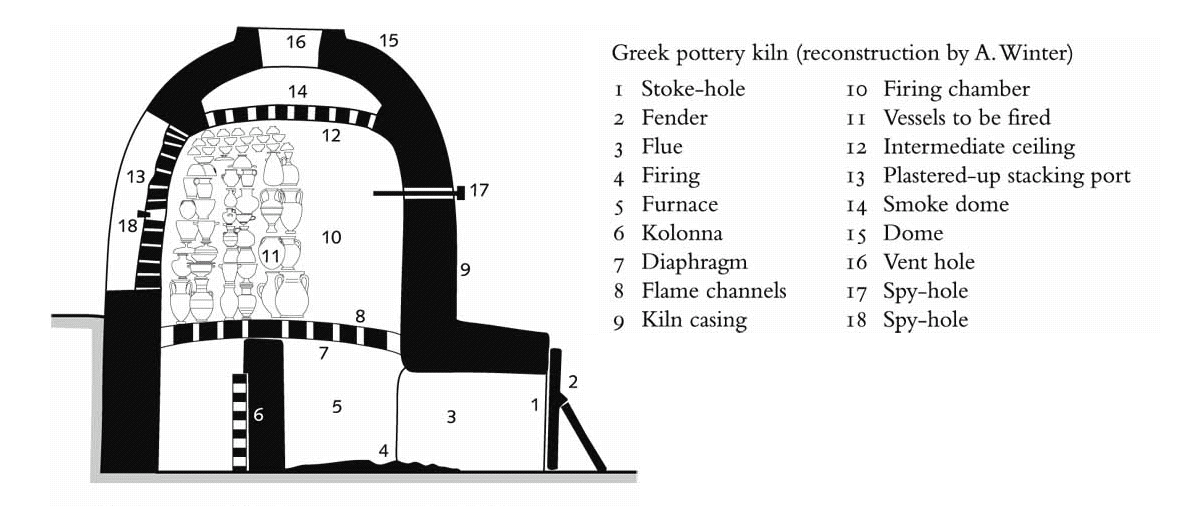 Greek pottery kiln (reconstruction by A. Winter)
1 Stoke-hole
2 Fender
3 Flue
4 Firing
5 Furnace
6 Kolonna
7 Diaphragm
8 Flame channels
9 Kiln casing
10 Firing chamber
11 Vessels to be fired
12 Intermediate ceiling
13 Plastered-up stacking port
14 Smoke dome
15 Dome
16 Vent hole
17 Spy-hole
18 Spy-hole
16
15
14
12
13
17
18
10
11
9
8
7
2
1
5
6
3
4